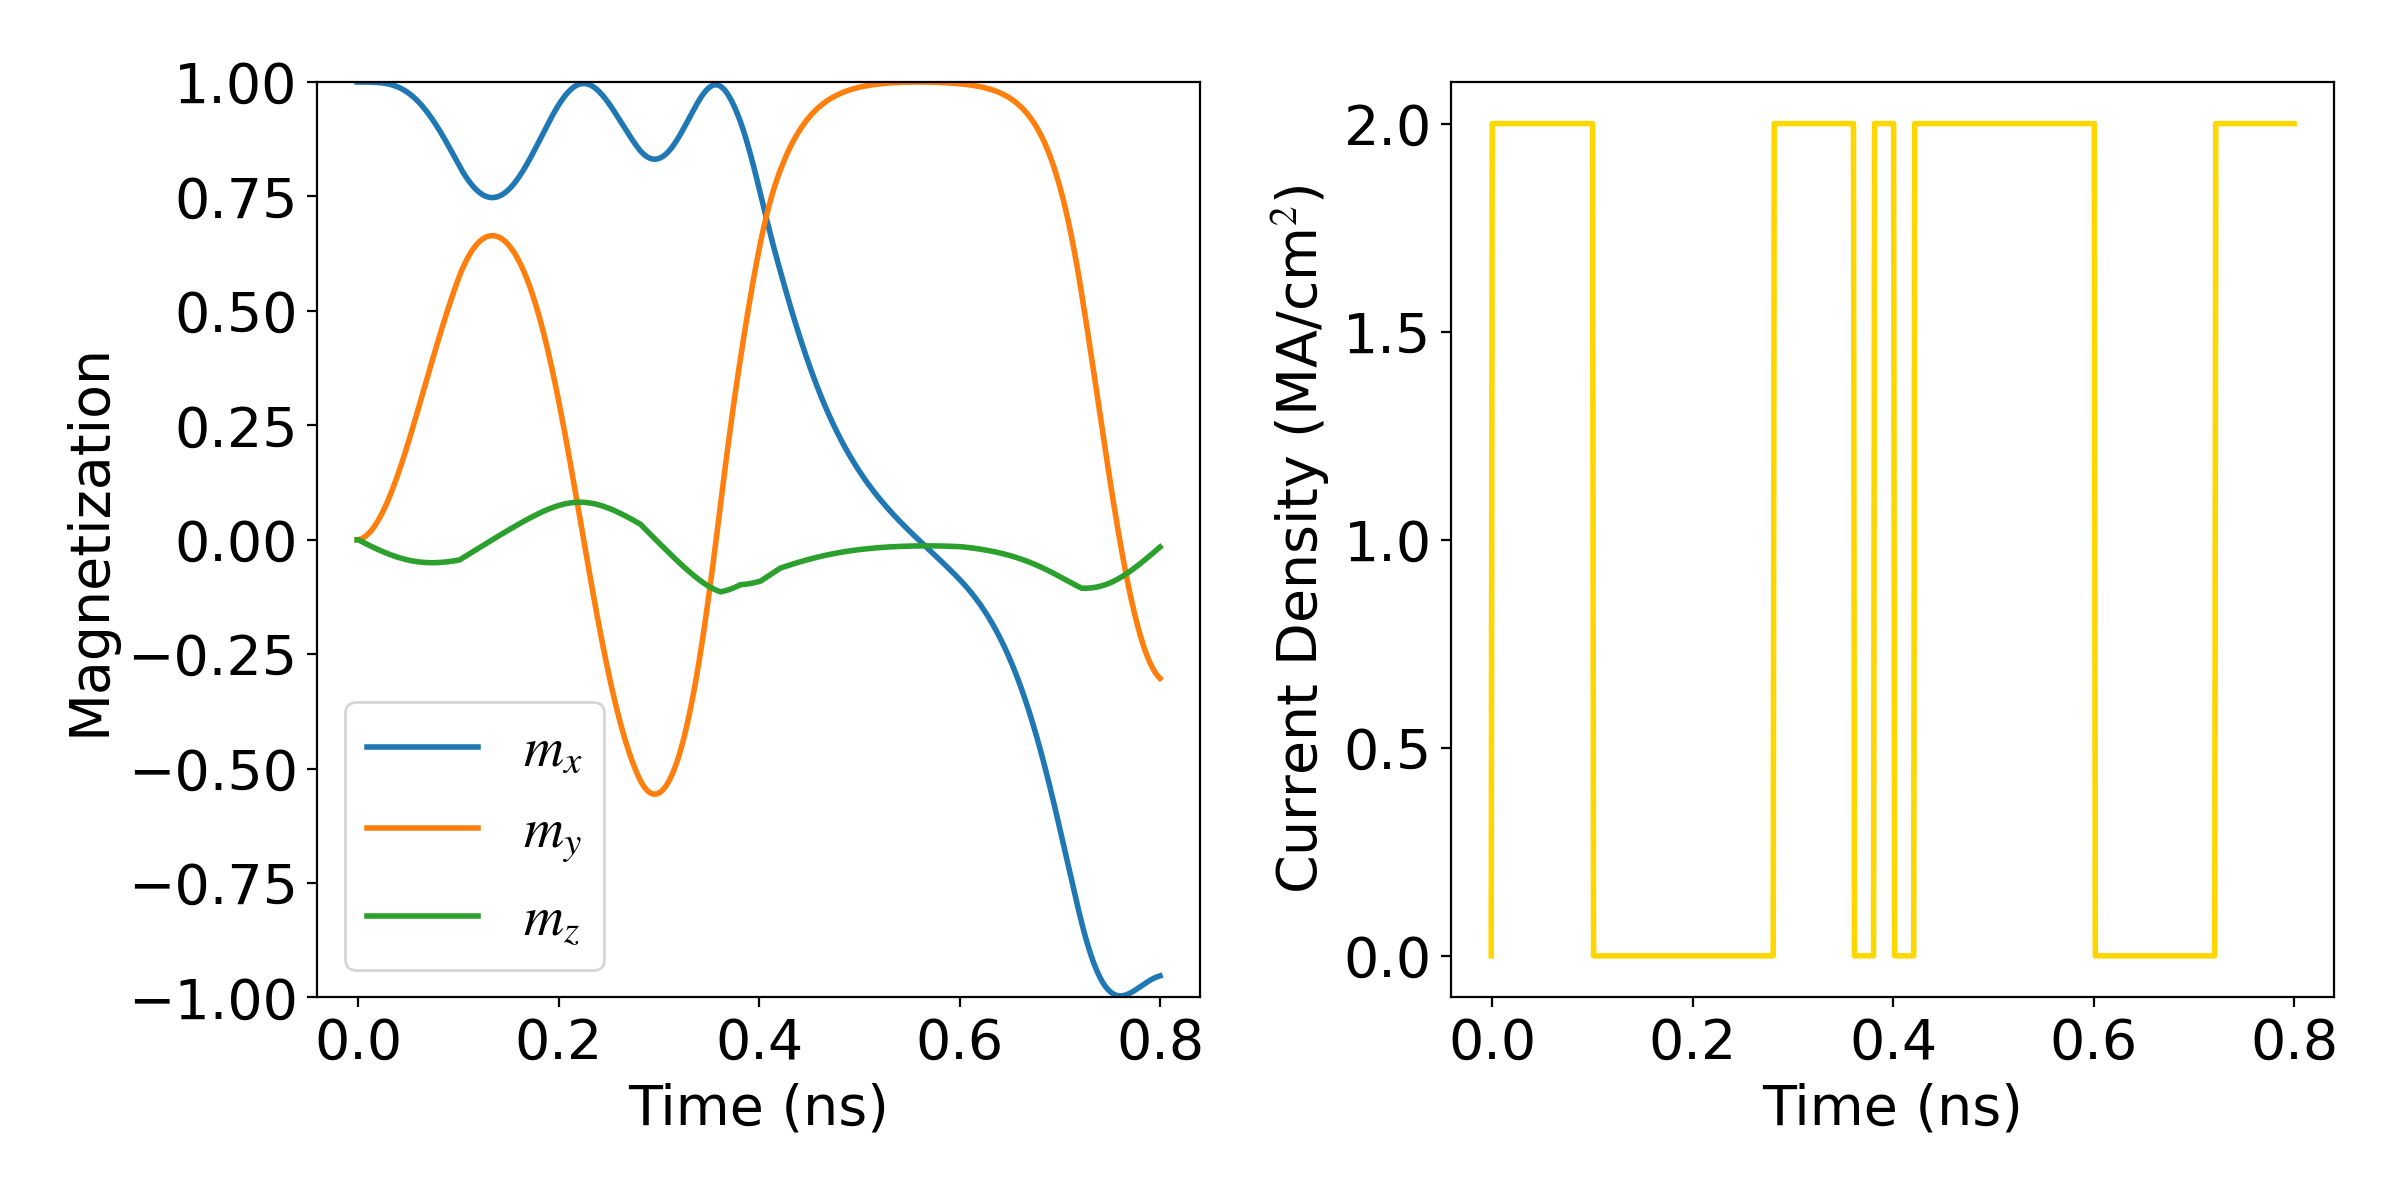 1.00
0.75
0.50
0.25
0.00
−0.25
−0.50
−0.75
−1.00
Magnetization
m_x
m_y
m_z
0.0 0.2 0.4 0.6 0.8
Time (ns)
2.0
1.5
1.0
0.5
0.0
Current Density (MA/cm²)
0.0 0.2 0.4 0.6 0.8
Time (ns)